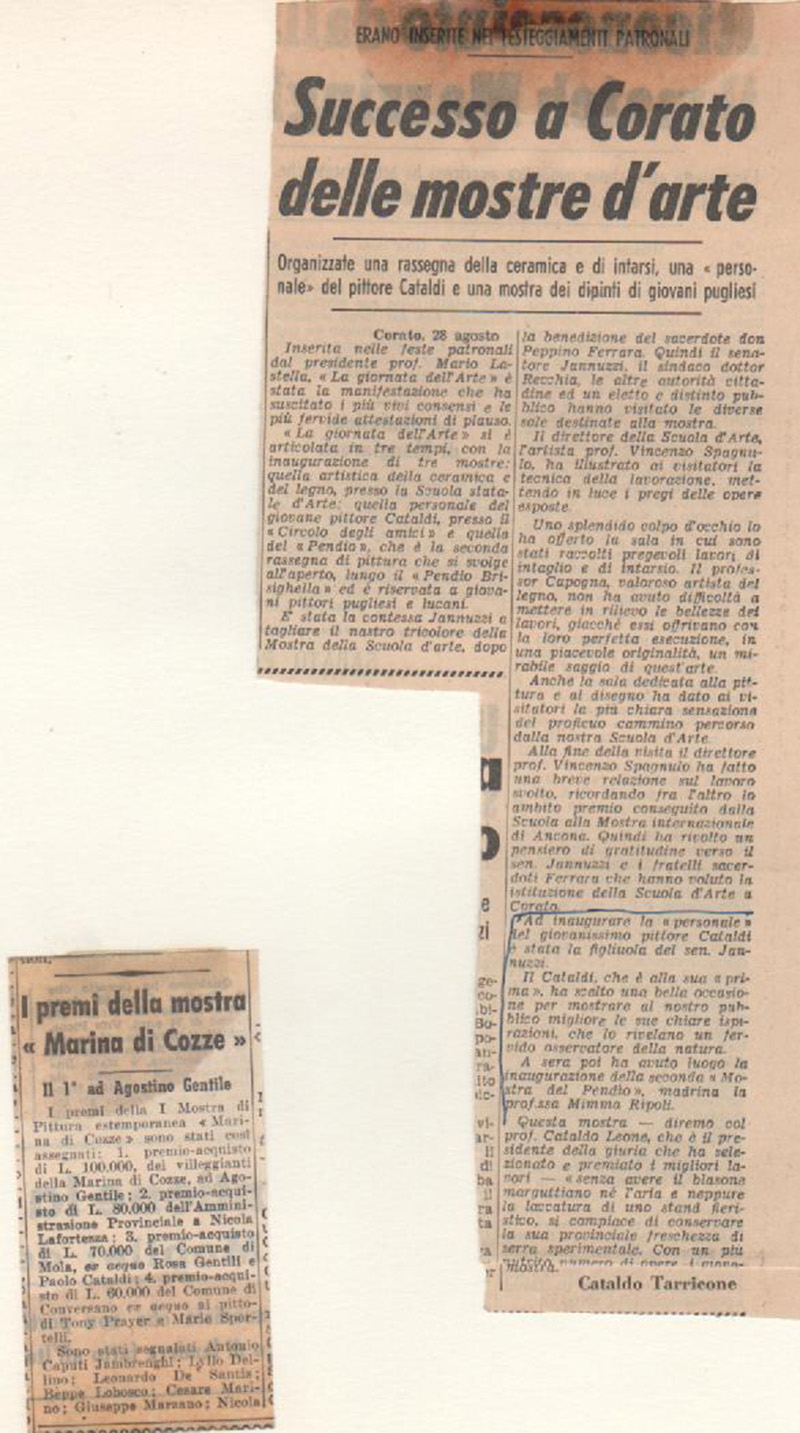 ERANO INSERITE NEI FESTEGGIAMENTI PATRONALI
Successo a Corato
delle mostre d'arte
Organizzate una rassegna della ceramica e di intarsi, una « perso-
nale» del pittore Cataldi e una mostra dei dipinti di giovani pugliesi
Corato, 28 agosto
Inserita nelle feste patronali
dal presidente prof. Mario La-
stella, « La giornata dell'Arte » è
stata la manifestazione che ha
suscitato i più vivi consensi e le
più fervide attestazioni di plauso.
« La giornata dell'Arte » si è
articolata in tre tempi, con la
inaugurazione di tre mostre:
quella artistica della ceramica e
del legno, presso la Scuola stata-
le d'Arte; quella personale del
giovane pittore Cataldi, presso il
« Circolo degli amici » e quella
del « Pendio », che è la seconda
rassegna di pittura che si svolge
all'aperto, lungo il « Pendio Bri-
sighella » ed è riservata a giova-
ni pittori pugliesi e lucani.
E' stata la contessa Jannuzzi a
tagliare il nastro tricolore della
Mostra della Scuola d'arte, dopo
la benedizione del sacerdote don
Peppino Ferrara. Quindi il sena-
tore Jannuzzi, il sindaco dottor
Recchia, le altre autorità citta-
dine ed un eletto e distinto pub-
blico hanno visitato le diverse
sale destinate alla mostra.
Il direttore della Scuola d'Arte,
l'artista prof. Vincenzo Spagnu-
lo, ha illustrato ai visitatori la
tecnica della lavorazione, met-
tendo in luce i pregi delle opere
esposte.
Uno splendido colpo d'occhio lo
ha offerto la sala in cui sono
stati raccolti pregevoli lavori di
intaglio e di intarsio. Il profes-
sor Capogna, valoroso artista del
legno, non ha avuto difficoltà a
mettere in rilievo le bellezze dei
lavori, giacchè essi offrivano con
la loro perfetta esecuzione, in
una piacevole originalità, un mi-
rabile saggio di quest'arte.
Anche la sala dedicata alla pit-
tura e al disegno ha dato ai vi-
sitatori la più chiara sensazione
del proficuo cammino percorso
dalla nostra Scuola d'Arte.
Alla fine della visita il direttore
prof. Vincenzo Spagnulo ha fatto
una breve relazione sul lavoro
svolto, ricordando fra l'altro lo
ambito premio conseguito dalla
Scuola alla Mostra internazionale
di Ancona. Quindi ha rivolto un
pensiero di gratitudine verso il
sen. Jannuzzi e i fratelli sacer-
doti Ferrara che hanno voluto la
istituzione della Scuola d'Arte a
Corato.
Ad inaugurare la « personale »
del giovanissimo pittore Cataldi
è stata la figliuola del sen. Jan-
nuzzi.
Il Cataldi, che è alla sua « pri-
ma », ha scelto una bella occasio-
ne per mostrare al nostro pub-
blico migliore le sue chiare ispi-
razioni, che lo rivelano un fer-
vido osservatore della natura.
A sera poi ha avuto luogo la
inaugurazione della seconda « Mo-
stra del Pendio », madrina la
prof.ssa Mimma Ripoli.
Questa mostra — diremo col
prof. Cataldo Leone, che è il pre-
sidente della giuria che ha sele-
zionato e premiato i migliori la-
vori — « senza avere il blasone
marguttiano nè l'aria e neppure
la laccatura di uno stand fieri-
stico, si compiace di conservare
la sua provinciale freschezza di
serra sperimentale. Con un più
nutrito numero di opere i
mostra.
Cataldo Tarricone
I premi della mostra
« Marina di Cozze »
Il 1° ad Agostino Gentile
I premi della I Mostra di
Pittura estemporanea « Mari-
na di Cozze » sono stati così
assegnati: 1. premio-acquisto
di L. 100.000, dei villeggianti
della Marina di Cozze, ad Ago-
stino Gentile; 2. premio-acqui-
sto di L. 80.000 dell'Ammini-
strazione Provinciale a Nicola
Lafortezza; 3. premio-acquisto
di L. 70.000 del Comune di
Mola, ex aequo Rosa Gentili e
Paolo Cataldi; 4. premio-acqui-
sto di L. 60.000 del Comune di
Conversano ex aequo ai pitto-
di Tony Prayer e Mario Spor-
telli.
Sono stati segnalati Antonio
Caputi Jambrenghi; Lyllo Del-
lino; Leonardo De Santis;
Beppe Lobosco; Cesare Mari-
no; Giuseppe Marzano; Nicola